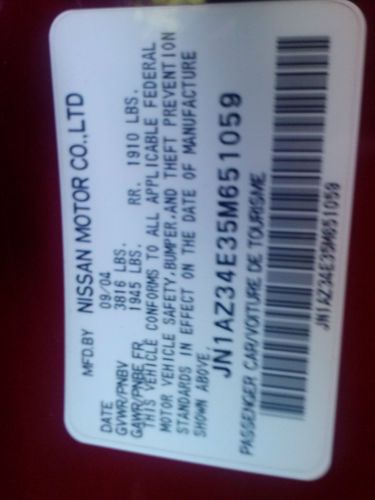 MFD.BY NISSAN MOTOR CO.,LTD
DATE 09/04
GVWR/PNBV 3816 LBS.
GAWR/PNBE FR. 1945 LBS. RR. 1910 LBS.
THIS VEHICLE CONFORMS TO ALL APPLICABLE FEDERAL
MOTOR VEHICLE SAFETY,BUMPER,AND THEFT PREVENTION
STANDARDS IN EFFECT ON THE DATE OF MANUFACTURE
SHOWN ABOVE.
JN1AZ34E35M651059
PASSENGER CAR/VOITURE DE TOURISME
JN1AZ34E35M651059